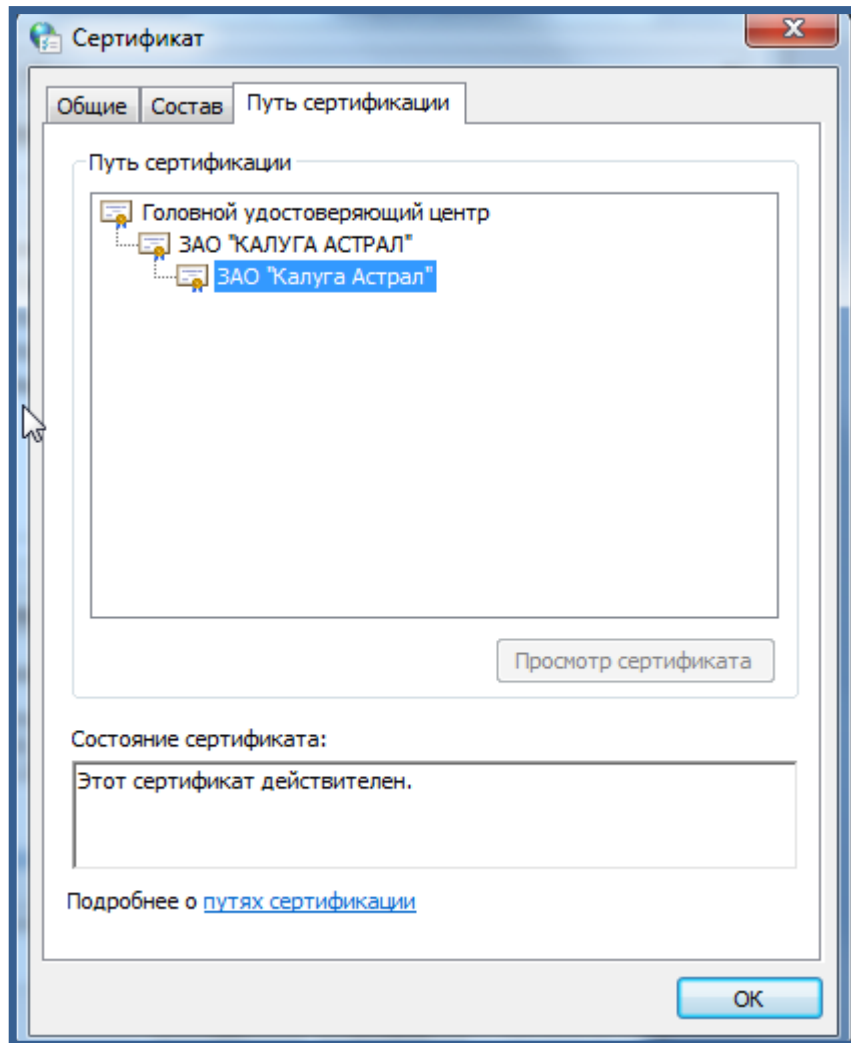 Сертификат
Общие Состав Путь сертификации
Путь сертификации
Головной удостоверяющий центр
ЗАО "КАЛУГА АСТРАЛ"
ЗАО "Калуга Астрал"
Просмотр сертификата
Состояние сертификата:
Этот сертификат действителен.
Подробнее о путях сертификации
ОК